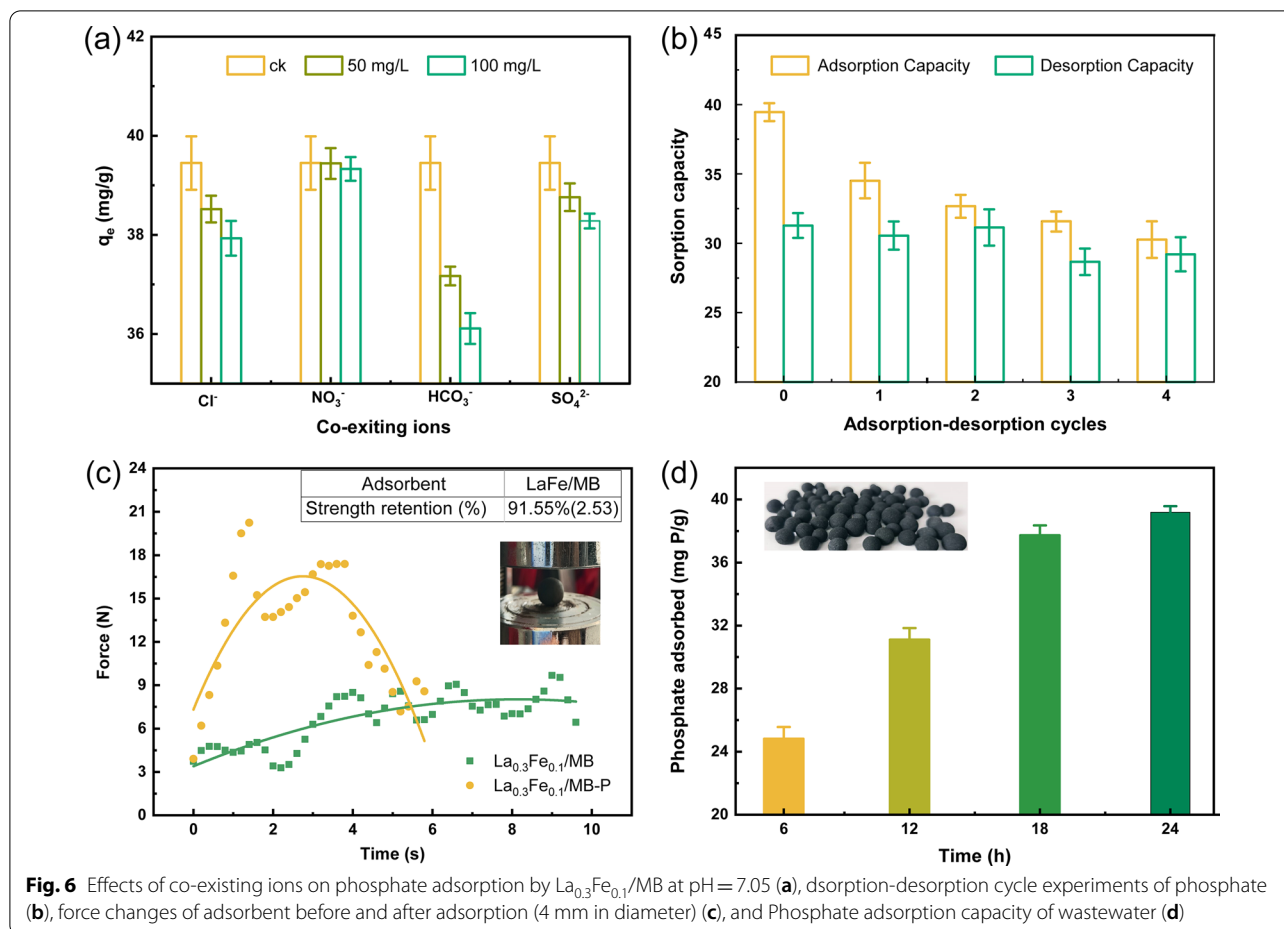 (a)
42
40
38
36
qₑ (mg/g)
ck 50 mg/L 100 mg/L
Cl⁻ NO₃⁻ HCO₃⁻ SO₄²⁻
Co-exiting ions
(b)
45
40
35
30
25
20
Sorption capacity
Adsorption Capacity Desorption Capacity
0 1 2 3 4
Adsorption-desorption cycles
(c)
24
21
18
15
12
9
6
3
0
Force (N)
Adsorbent LaFe/MB
Strength retention (%) 91.55%(2.53)
La₀.₃Fe₀.₁/MB
La₀.₃Fe₀.₁/MB-P
0 2 4 6 8 10
Time (s)
(d)
40
36
32
28
24
20
Phosphate adsorbed (mg P/g)
6 12 18 24
Time (h)
Fig. 6 Effects of co-existing ions on phosphate adsorption by La₀.₃Fe₀.₁/MB at pH = 7.05 (a), dsorption-desorption cycle experiments of phosphate
(b), force changes of adsorbent before and after adsorption (4 mm in diameter) (c), and Phosphate adsorption capacity of wastewater (d)